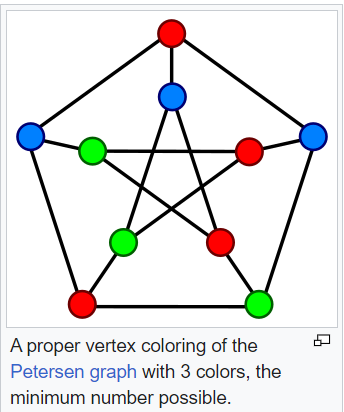 A proper vertex coloring of the
Petersen graph with 3 colors, the
minimum number possible.